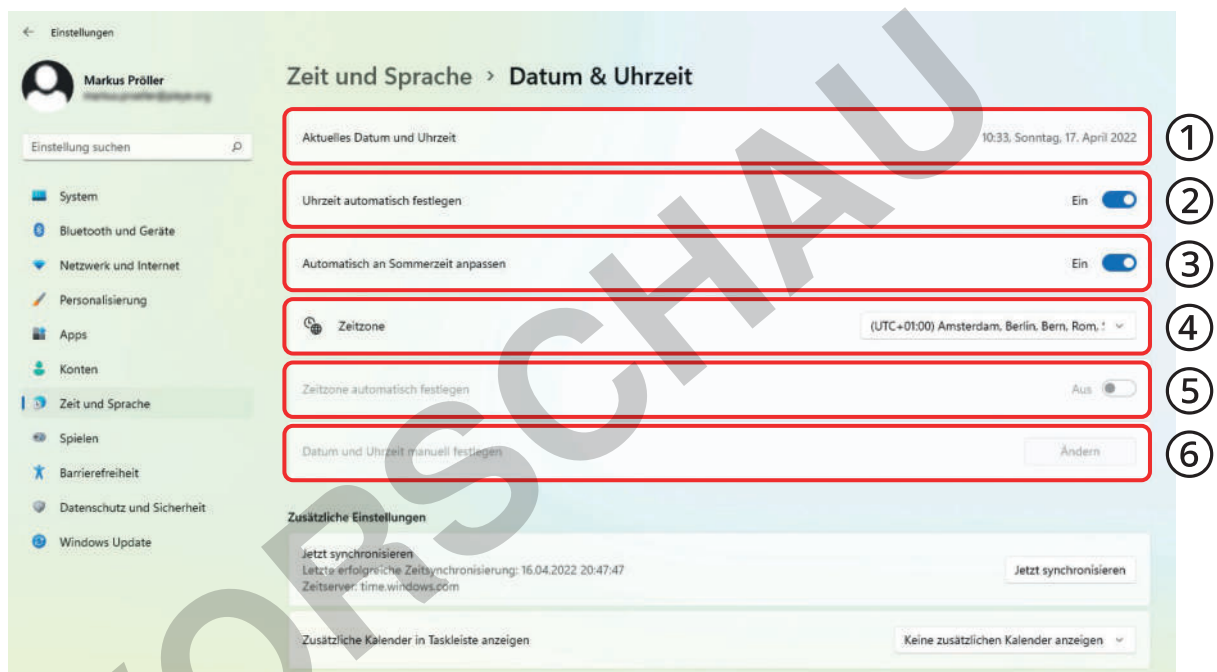 ← Einstellungen
Markus Pröller
Zeit und Sprache > Datum & Uhrzeit
Einstellung suchen
System
Bluetooth und Geräte
Netzwerk und Internet
Personalisierung
Apps
Konten
Zeit und Sprache
Spielen
Barrierefreiheit
Datenschutz und Sicherheit
Windows Update
Aktuelles Datum und Uhrzeit 10:33, Sonntag, 17. April 2022 1
Uhrzeit automatisch festlegen Ein 2
Automatisch an Sommerzeit anpassen Ein 3
Zeitzone (UTC+01:00) Amsterdam, Berlin, Bern, Rom, 4
Zeitzone automatisch festlegen Aus 5
Datum und Uhrzeit manuell festlegen Ändern 6
Zusätzliche Einstellungen
Jetzt synchronisieren
Letzte erfolgreiche Zeitsynchronisierung: 16.04.2022 20:47:47
Zeitserver: time.windows.com
Jetzt synchronisieren
Zusätzliche Kalender in Taskleiste anzeigen Keine zusätzlichen Kalender anzeigen
VORSCHAU